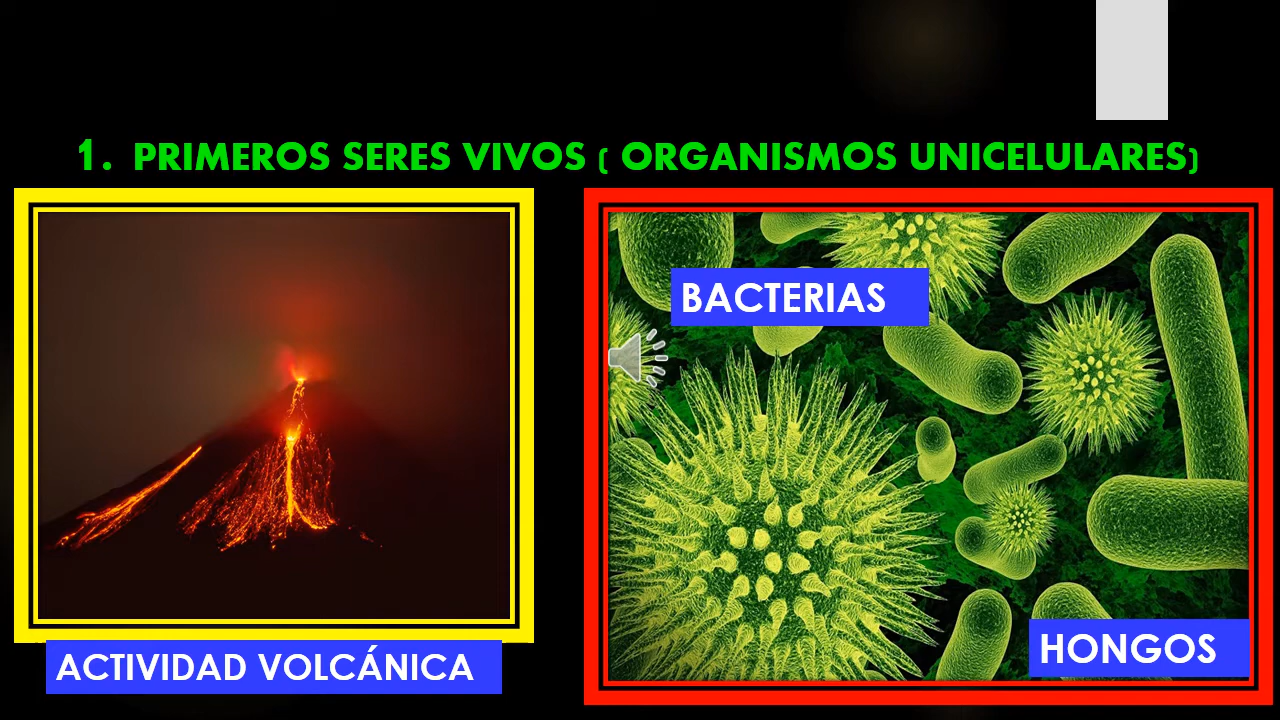 1. PRIMEROS SERES VIVOS ( ORGANISMOS UNICELULARES)
BACTERIAS
HONGOS
ACTIVIDAD VOLCÁNICA